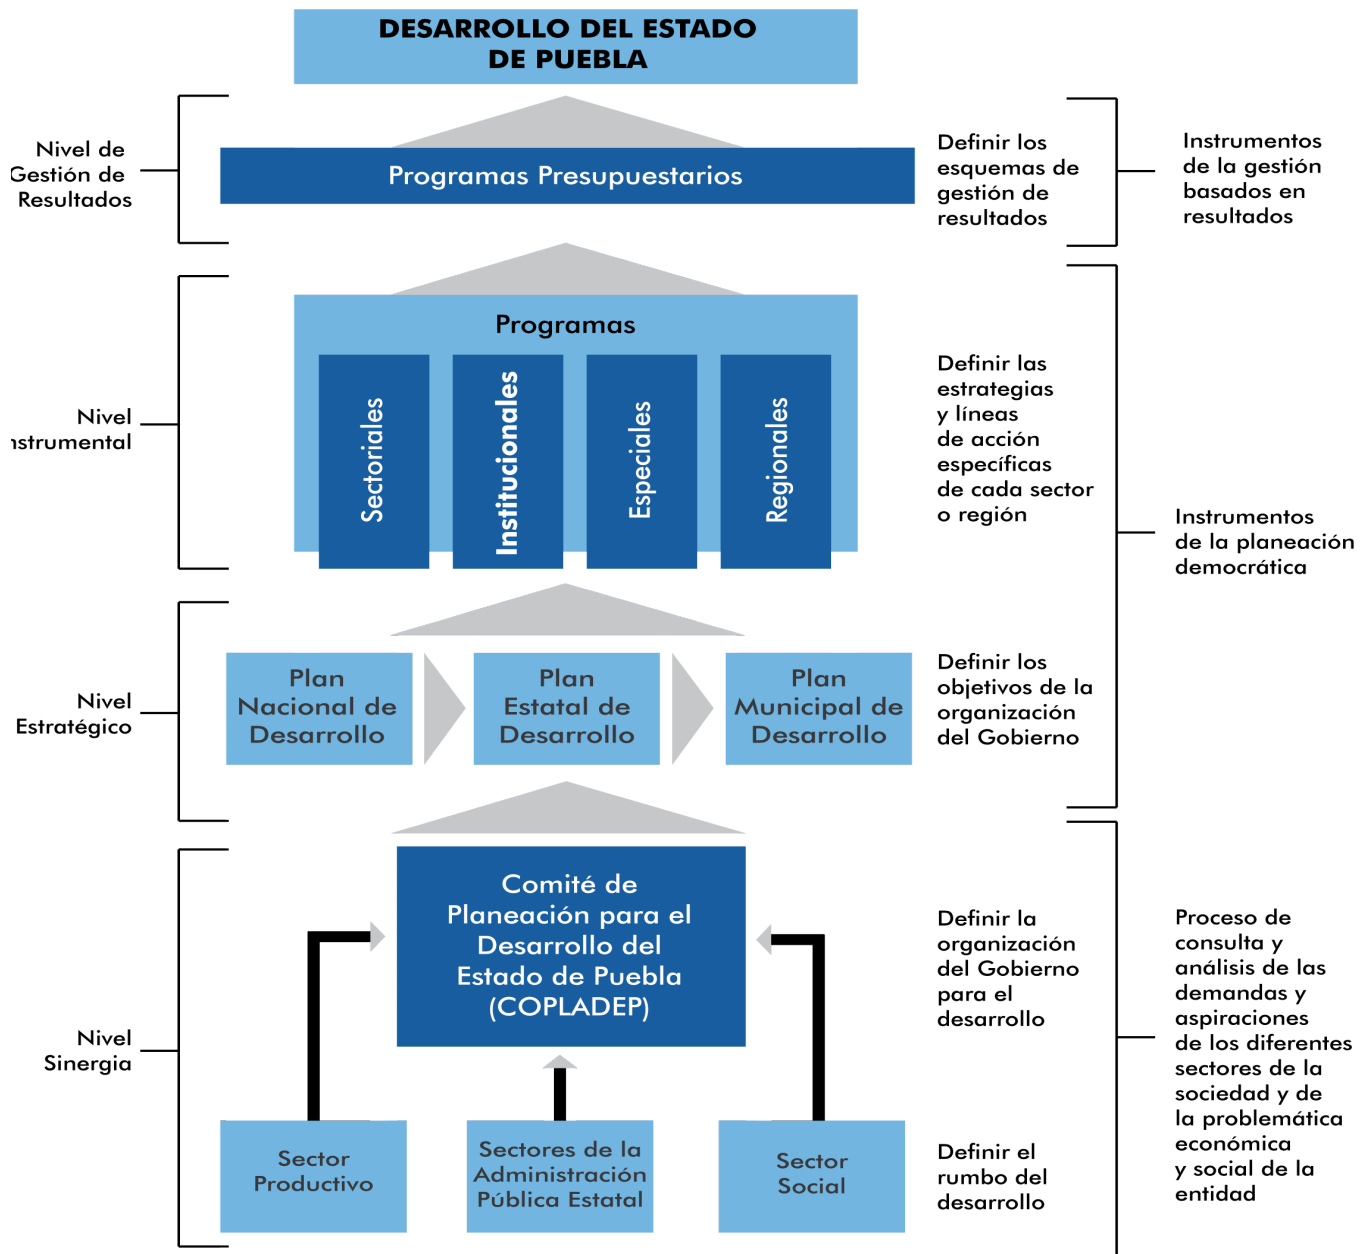 DESARROLLO DEL ESTADO
DE PUEBLA
Nivel de
Gestión de
Resultados
Programas Presupuestarios
Definir los
esquemas de
gestión de
resultados
Instrumentos
de la gestión
basados en
resultados
Nivel
nstrumental
Programas
Sectoriales
Institucionales
Especiales
Regionales
Definir las
estrategias
y líneas
de acción
específicas
de cada sector
o región
Instrumentos
de la planeación
democrática
Nivel
Estratégico
Plan
Nacional de
Desarrollo
Plan
Estatal de
Desarrollo
Plan
Municipal de
Desarrollo
Definir los
objetivos de la
organización
del Gobierno
Nivel
Sinergia
Comité de
Planeación para el
Desarrollo del
Estado de Puebla
(COPLADEP)
Definir la
organización
del Gobierno
para el
desarrollo
Sector
Productivo
Sectores de la
Administración
Pública Estatal
Sector
Social
Definir el
rumbo del
desarrollo
Proceso de
consulta y
análisis de las
demandas y
aspiraciones
de los diferentes
sectores de la
sociedad y de
la problemática
económica
y social de la
entidad